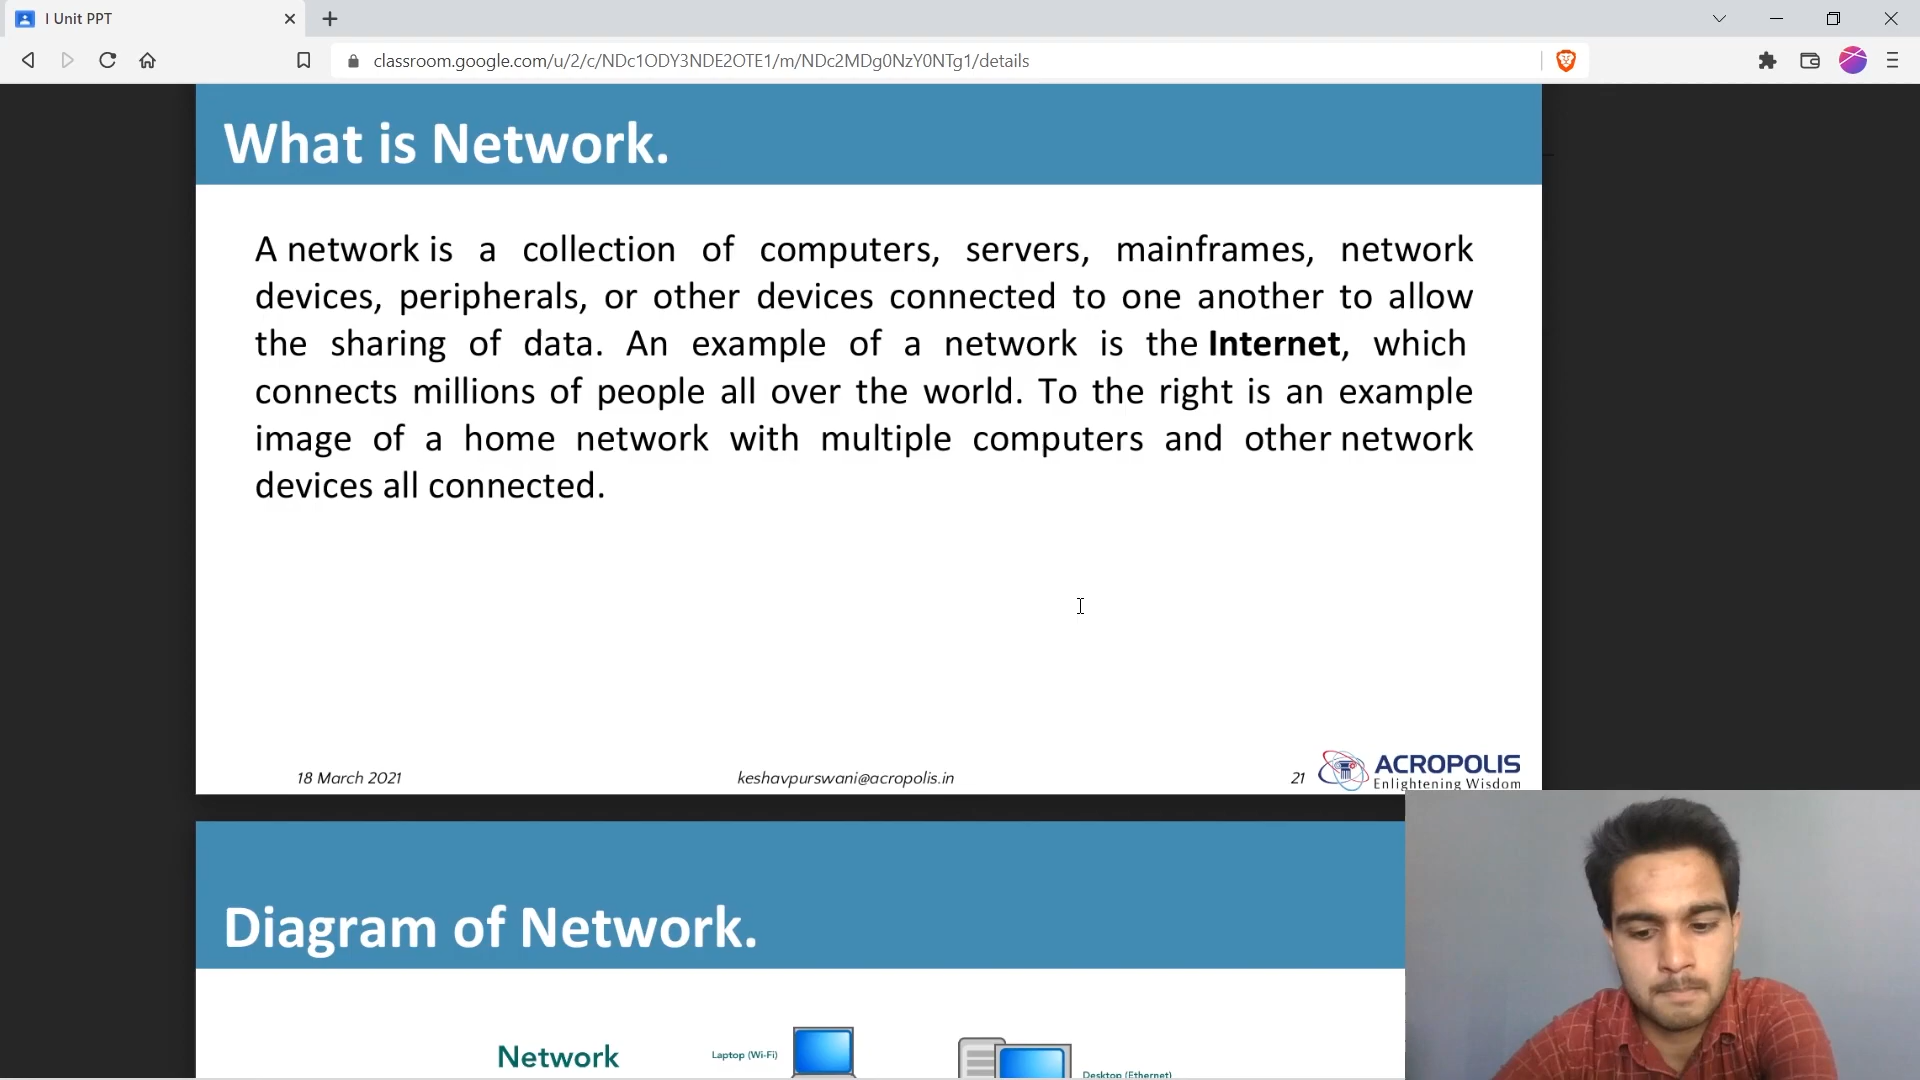 I Unit PPT
classroom.google.com/u/2/c/NDc1ODY3NDE2OTE1/m/NDc2MDg0NzY0NTg1/details
What is Network.
A network is a collection of computers, servers, mainframes, network
devices, peripherals, or other devices connected to one another to allow
the sharing of data. An example of a network is the Internet, which
connects millions of people all over the world. To the right is an example
image of a home network with multiple computers and other network
devices all connected.
18 March 2021
keshavpurswani@acropolis.in
21
ACROPOLIS
Enlightening Wisdom
Diagram of Network.
Network
Laptop (Wi-Fi)
Desktop (Ethernet)